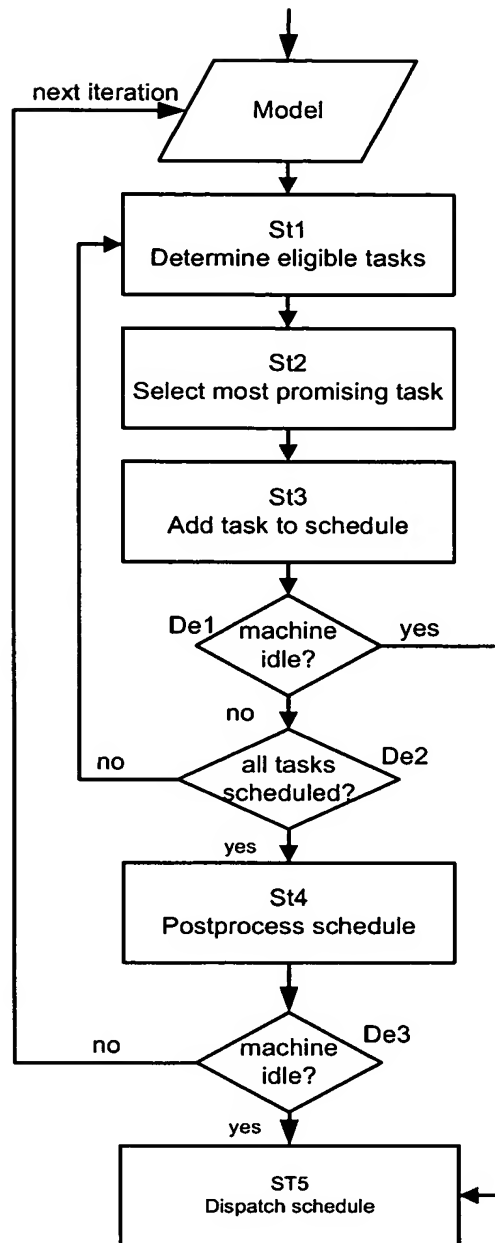 next iteration
Model
St1
Determine eligible tasks
St2
Select most promising task
St3
Add task to schedule
De1
machine
idle?
yes
no
De2
all tasks
scheduled?
no
yes
St4
Postprocess schedule
De3
machine
idle?
no
yes
ST5
Dispatch schedule